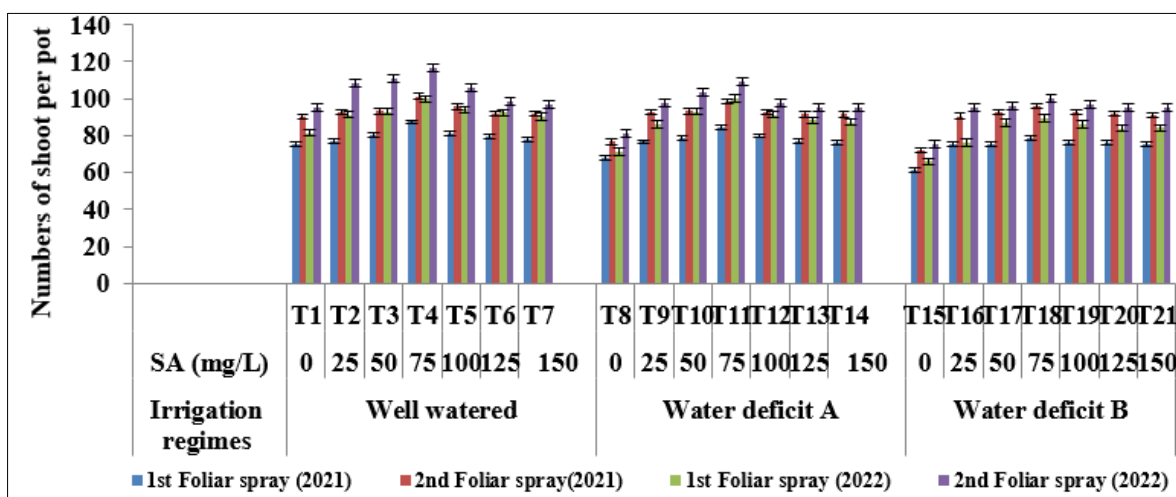 Numbers of shoot per pot
140
120
100
80
60
40
20
0
T1 T2 T3 T4 T5 T6 T7 T8 T9 T10 T11 T12 T13 T14 T15 T16 T17 T18 T19 T20 T21
SA (mg/L) 0 25 50 75 100 125 150 0 25 50 75 100 125 150 0 25 50 75 100 125 150
Irrigation regimes Well watered Water deficit A Water deficit B
1st Foliar spray (2021) 2nd Foliar spray(2021) 1st Foliar spray (2022) 2nd Foliar spray (2022)